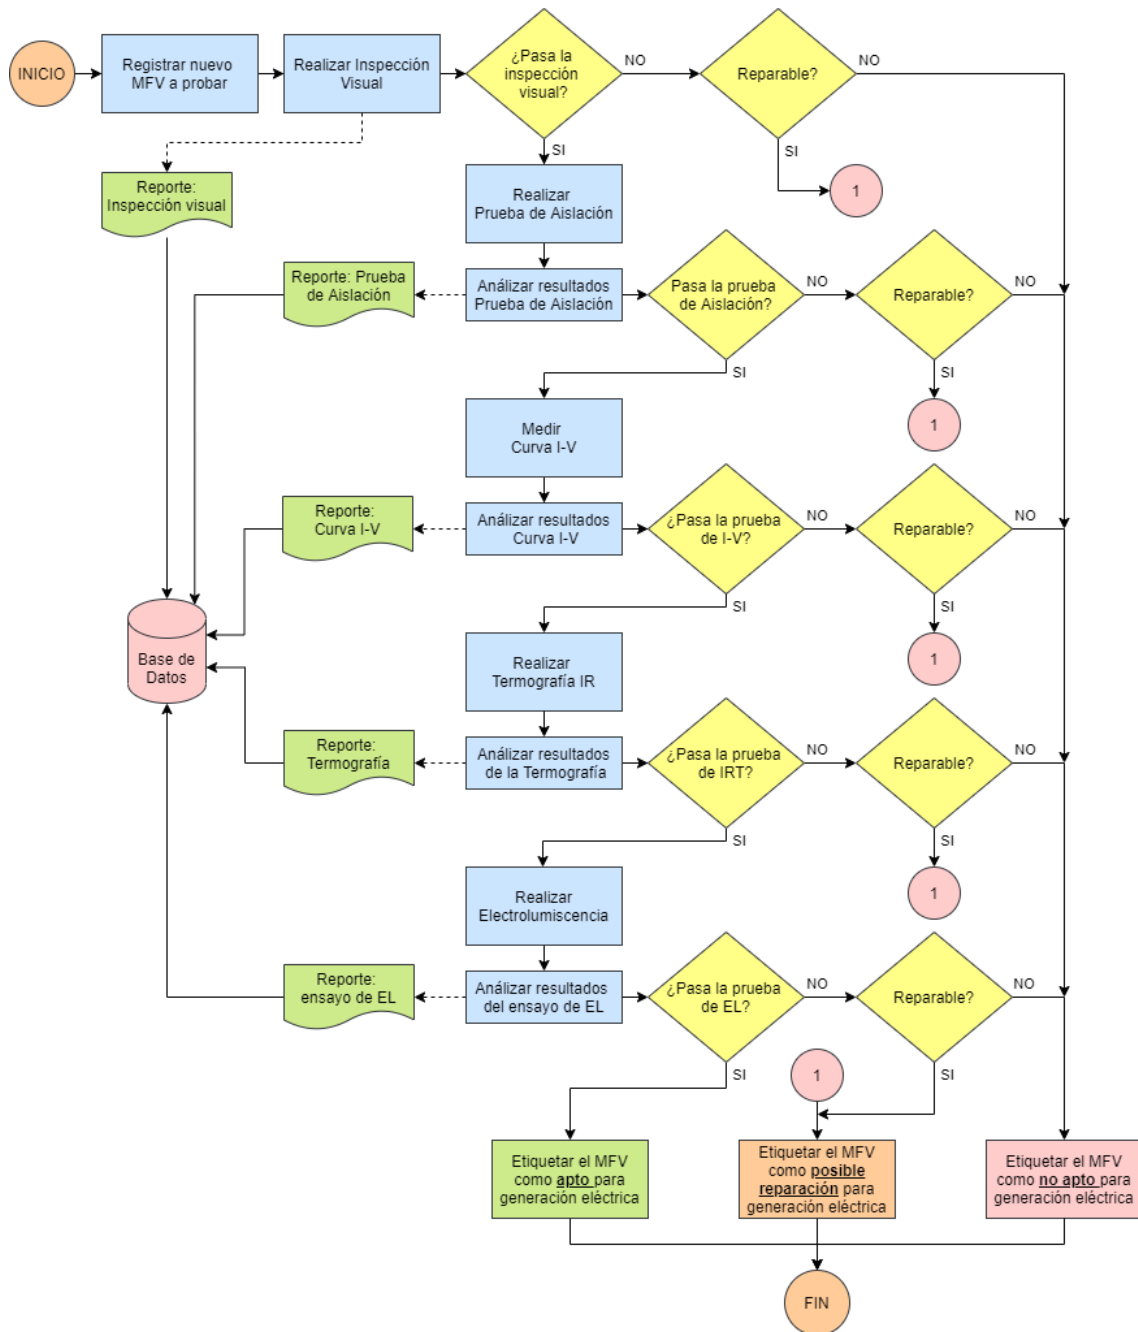 INICIO
Registrar nuevo
MFV a probar
Realizar Inspección
Visual
¿Pasa la
inspección
visual?
NO
Reparable?
NO
SI
SI
1
Reporte:
Inspección visual
Realizar
Prueba de Aislación
Reporte: Prueba
de Aislación
Análizar resultados
Prueba de Aislación
Pasa la prueba
de Aislación?
NO
Reparable?
NO
SI
SI
1
Medir
Curva I-V
Reporte:
Curva I-V
Análizar resultados
Curva I-V
¿Pasa la prueba
de I-V?
NO
Reparable?
NO
SI
SI
1
Base de
Datos
Realizar
Termografía IR
Reporte:
Termografía
Análizar resultados
de la Termografía
¿Pasa la prueba
de IRT?
NO
Reparable?
NO
SI
SI
1
Realizar
Electrolumiscencia
Reporte:
ensayo de EL
Análizar resultados
del ensayo de EL
¿Pasa la prueba
de EL?
NO
Reparable?
NO
SI
1
SI
Etiquetar el MFV
como apto para
generación eléctrica
Etiquetar el MFV
como posible
reparación para
generación eléctrica
Etiquetar el MFV
como no apto para
generación eléctrica
FIN